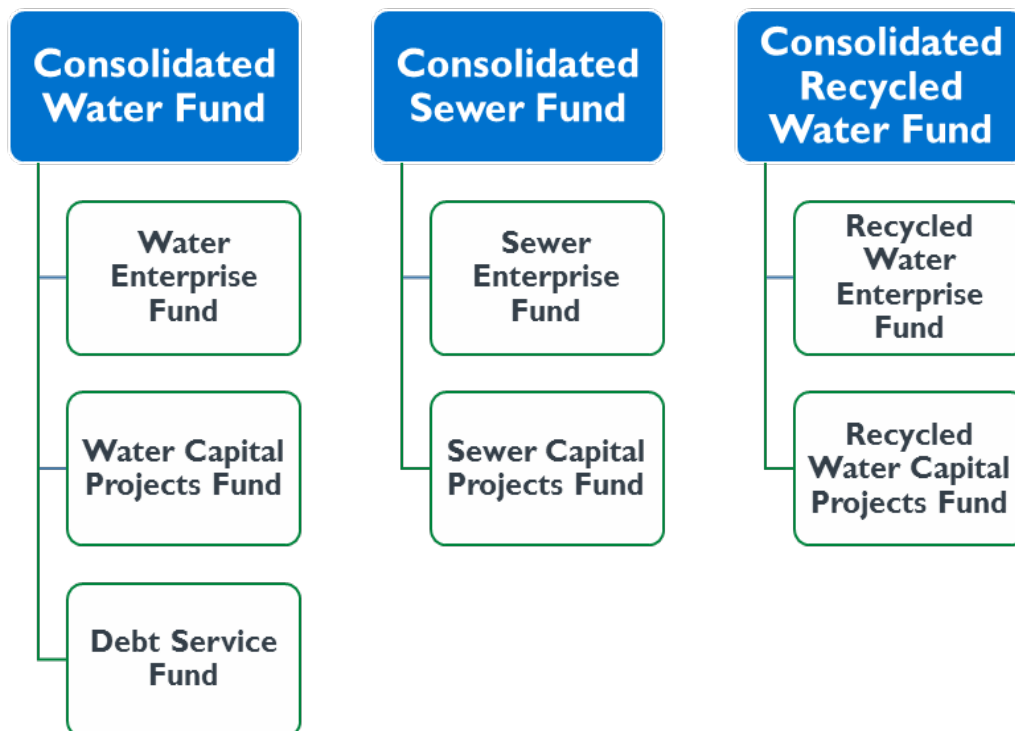 Consolidated
Water Fund
Water
Enterprise
Fund
Water Capital
Projects Fund
Debt Service
Fund
Consolidated
Sewer Fund
Sewer
Enterprise
Fund
Sewer Capital
Projects Fund
Consolidated
Recycled
Water Fund
Recycled
Water
Enterprise
Fund
Recycled
Water Capital
Projects Fund